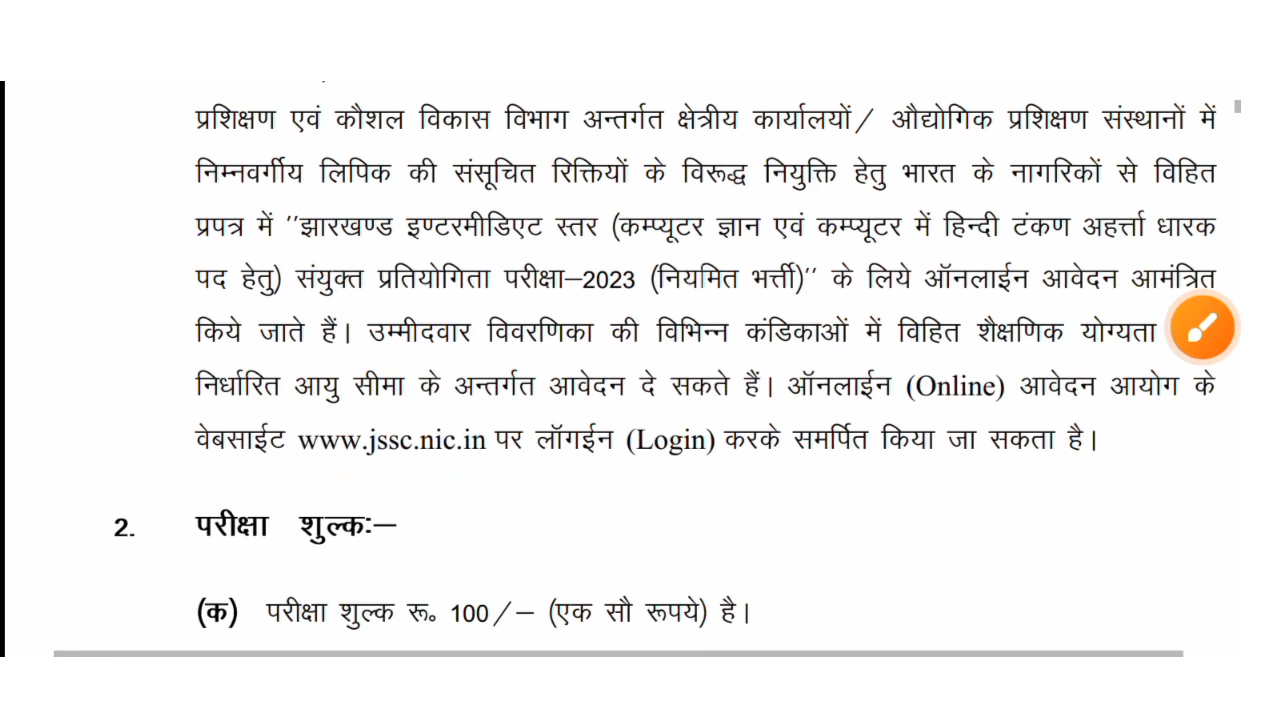 प्रशिक्षण एवं कौशल विकास विभाग अन्तर्गत क्षेत्रीय कार्यालयों/ औद्योगिक प्रशिक्षण संस्थानों में
निम्नवर्गीय लिपिक की संसूचित रिक्तियों के विरूद्ध नियुक्ति हेतु भारत के नागरिकों से विहित
प्रपत्र में ''झारखण्ड इण्टरमीडिएट स्तर (कम्प्यूटर ज्ञान एवं कम्प्यूटर में हिन्दी टंकण अहर्त्ता धारक
पद हेतु) संयुक्त प्रतियोगिता परीक्षा–2023 (नियमित भर्त्ती)'' के लिये ऑनलाईन आवेदन आमंत्रित
किये जाते हैं। उम्मीदवार विवरणिका की विभिन्न कंडिकाओं में विहित शैक्षणिक योग्यता
निर्धारित आयु सीमा के अन्तर्गत आवेदन दे सकते हैं। ऑनलाईन (Online) आवेदन आयोग के
वेबसाईट www.jssc.nic.in पर लॉगईन (Login) करके समर्पित किया जा सकता है।
2. परीक्षा शुल्कः–
(क) परीक्षा शुल्क रू० 100/– (एक सौ रूपये) है।